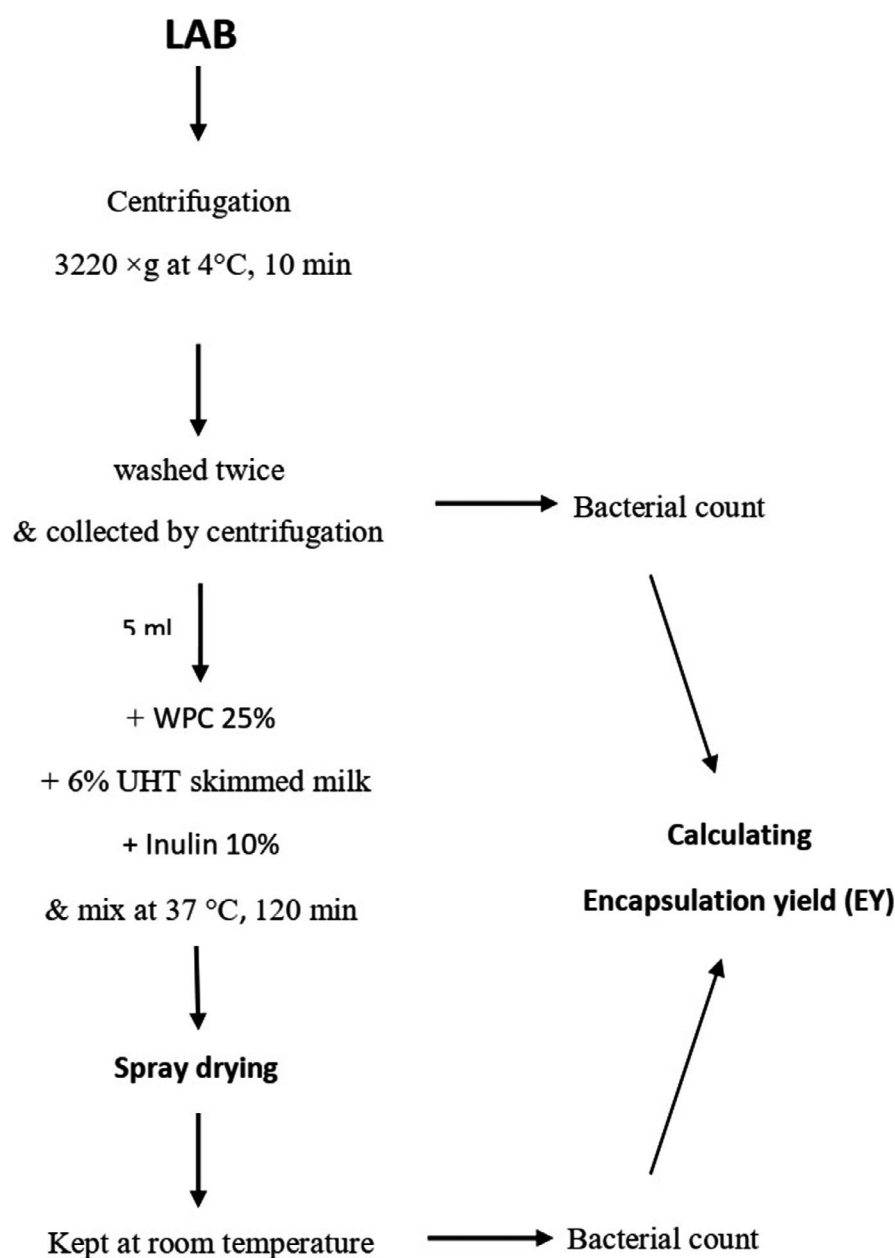 LAB
Centrifugation
3220 ×g at 4°C, 10 min
washed twice
& collected by centrifugation
Bacterial count
5 ml
+ WPC 25%
+ 6% UHT skimmed milk
+ Inulin 10%
& mix at 37 °C, 120 min
Calculating
Encapsulation yield (EY)
Spray drying
Kept at room temperature
Bacterial count